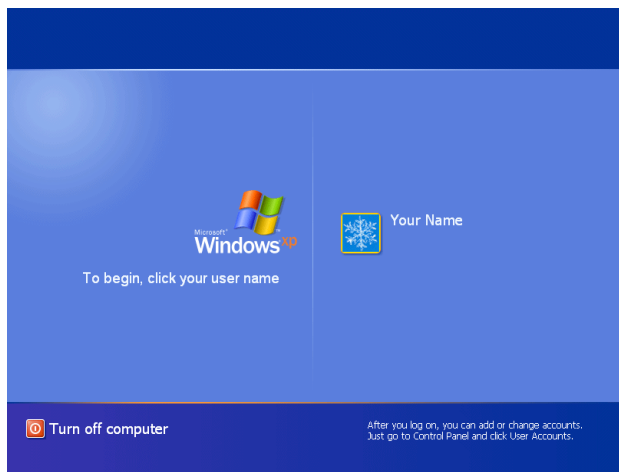 Microsoft®
Windows xp
To begin, click your user name
Your Name
Turn off computer
After you log on, you can add or change accounts.
Just go to Control Panel and click User Accounts.